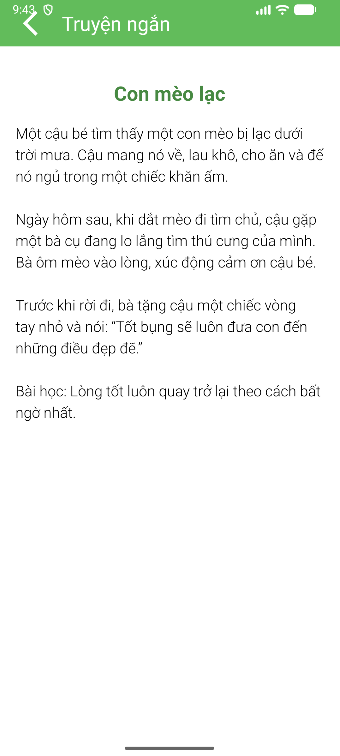 9:43
Truyện ngắn
Con mèo lạc
Một cậu bé tìm thấy một con mèo bị lạc dưới
trời mưa. Cậu mang nó về, lau khô, cho ăn và để
nó ngủ trong một chiếc khăn ấm.
Ngày hôm sau, khi dắt mèo đi tìm chủ, cậu gặp
một bà cụ đang lo lắng tìm thú cưng của mình.
Bà ôm mèo vào lòng, xúc động cảm ơn cậu bé.
Trước khi rời đi, bà tặng cậu một chiếc vòng
tay nhỏ và nói: “Tốt bụng sẽ luôn đưa con đến
những điều đẹp đẽ.”
Bài học: Lòng tốt luôn quay trở lại theo cách bất
ngờ nhất.